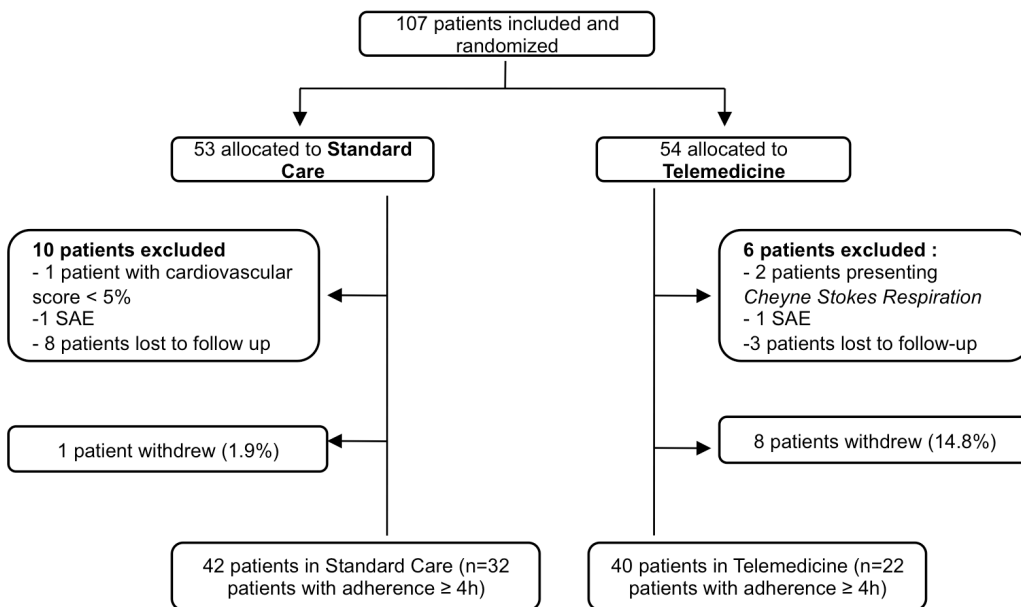 107 patients included and
randomized
53 allocated to Standard
Care
54 allocated to
Telemedicine
10 patients excluded
- 1 patient with cardiovascular
score < 5%
-1 SAE
- 8 patients lost to follow up
6 patients excluded :
- 2 patients presenting
Cheyne Stokes Respiration
- 1 SAE
-3 patients lost to follow-up
1 patient withdrew (1.9%)
8 patients withdrew (14.8%)
42 patients in Standard Care (n=32
patients with adherence ≥ 4h)
40 patients in Telemedicine (n=22
patients with adherence ≥ 4h)